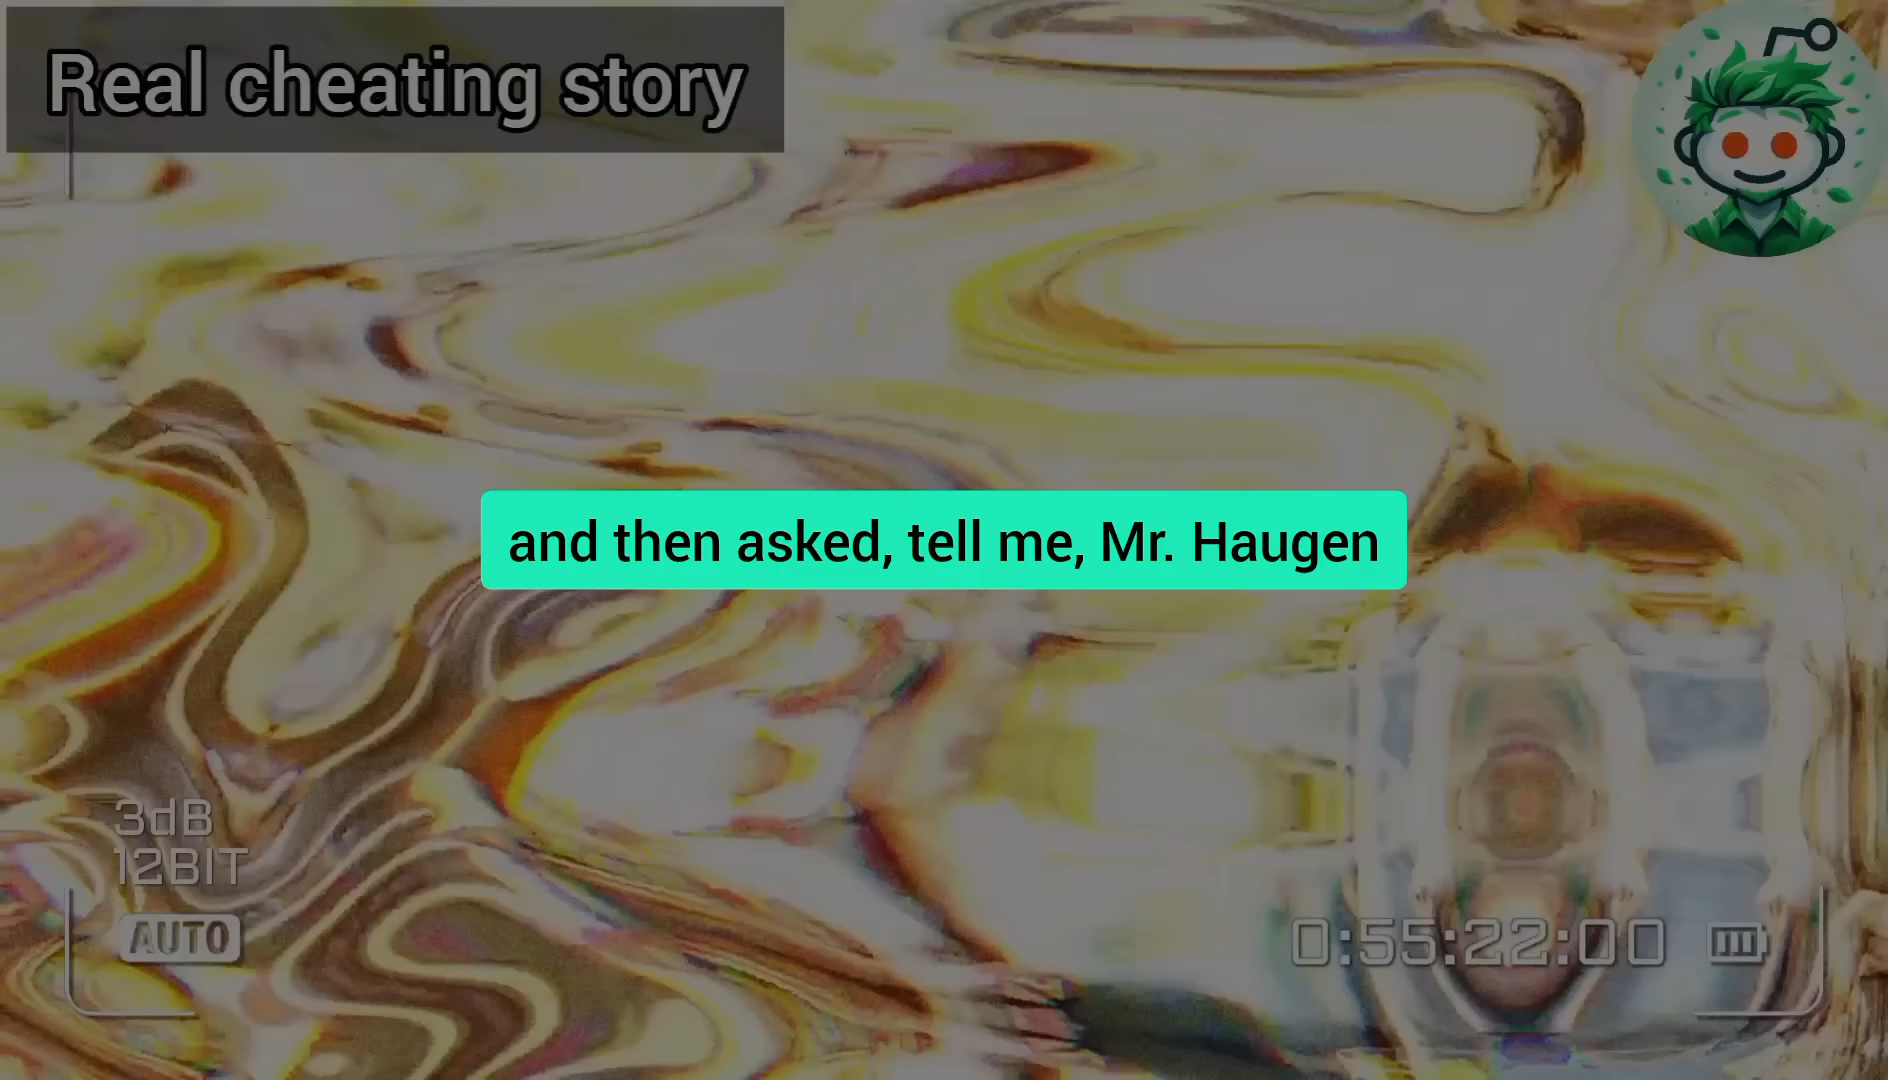 Real cheating story
and then asked, tell me, Mr. Haugen
3dB
12BIT
AUTO
0:55:22:00